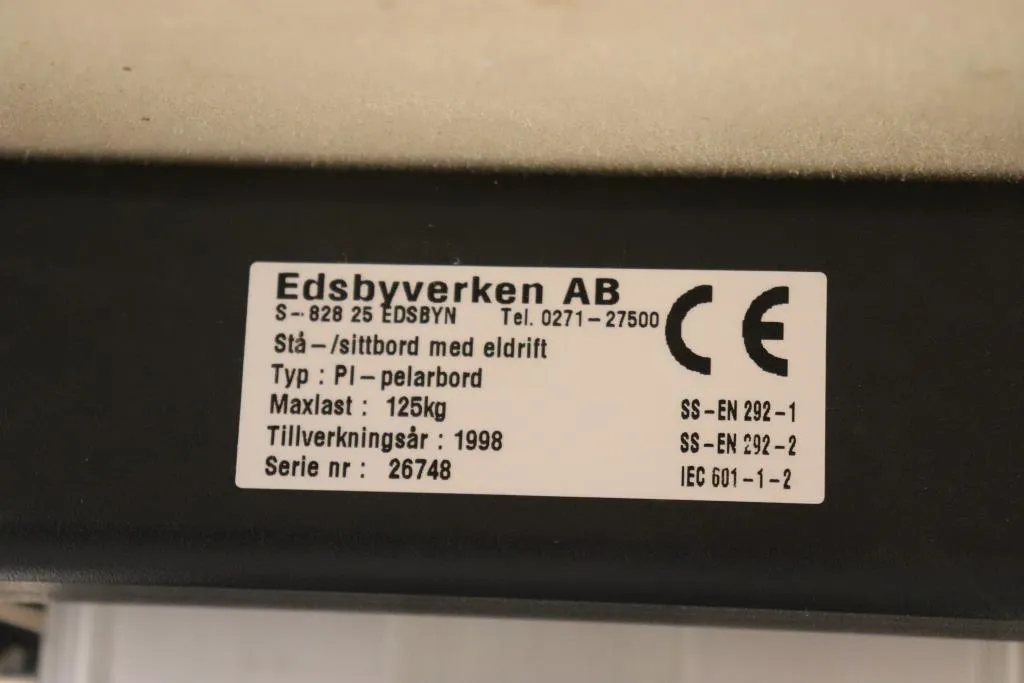 Edsbyverken AB
S-828 25 EDSBYN Tel. 0271-27500
CE
Stå-/sittbord med eldrift
Typ : PI-pelarbord
Maxlast : 125kg
Tillverkningsår : 1998
Serie nr : 26748
SS-EN 292-1
SS-EN 292-2
IEC 601-1-2